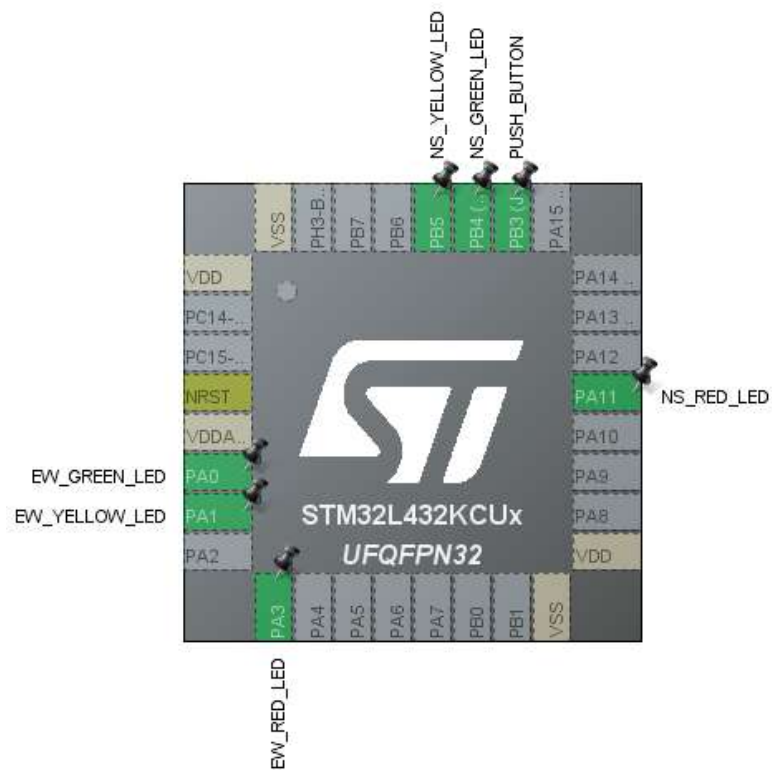 NS_YELLOW_LED
NS_GREEN_LED
PUSH_BUTTON
VSS
PH3-B...
PB7
PB6
PB5
PB4 (...
PB3 (J...
PA15 ...
VDD
PC14-...
PC15-...
NRST
VDDA...
EW_GREEN_LED PA0
EW_YELLOW_LED PA1
PA2
PA14 ...
PA13 ...
PA12
PA11 NS_RED_LED
PA10
PA9
PA8
VDD
ST
STM32L432KCUx
UFQFPN32
PA3
PA4
PA5
PA6
PA7
PB0
PB1
VSS
EW_RED_LED